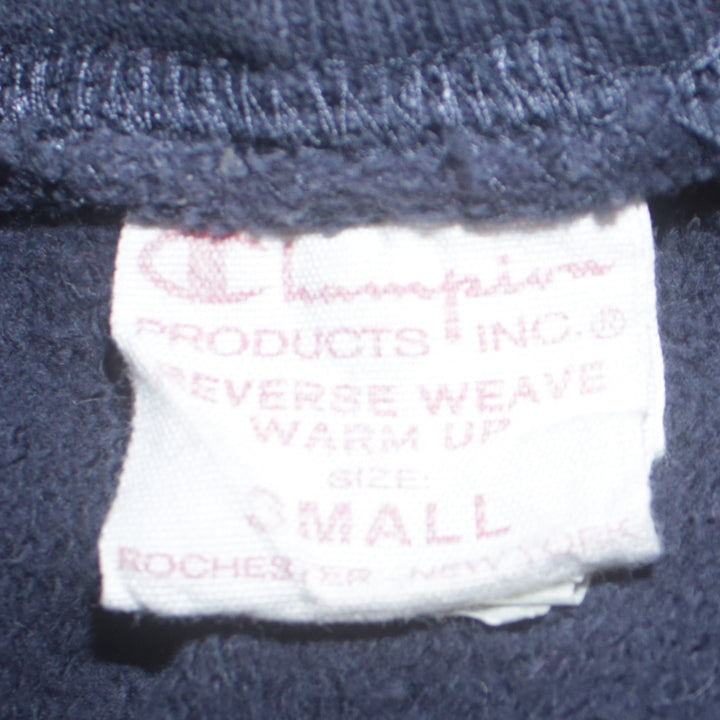 Champion
PRODUCTS INC.®
REVERSE WEAVE
WARM UP
SIZE:
SMALL
ROCHESTER NEW YORK